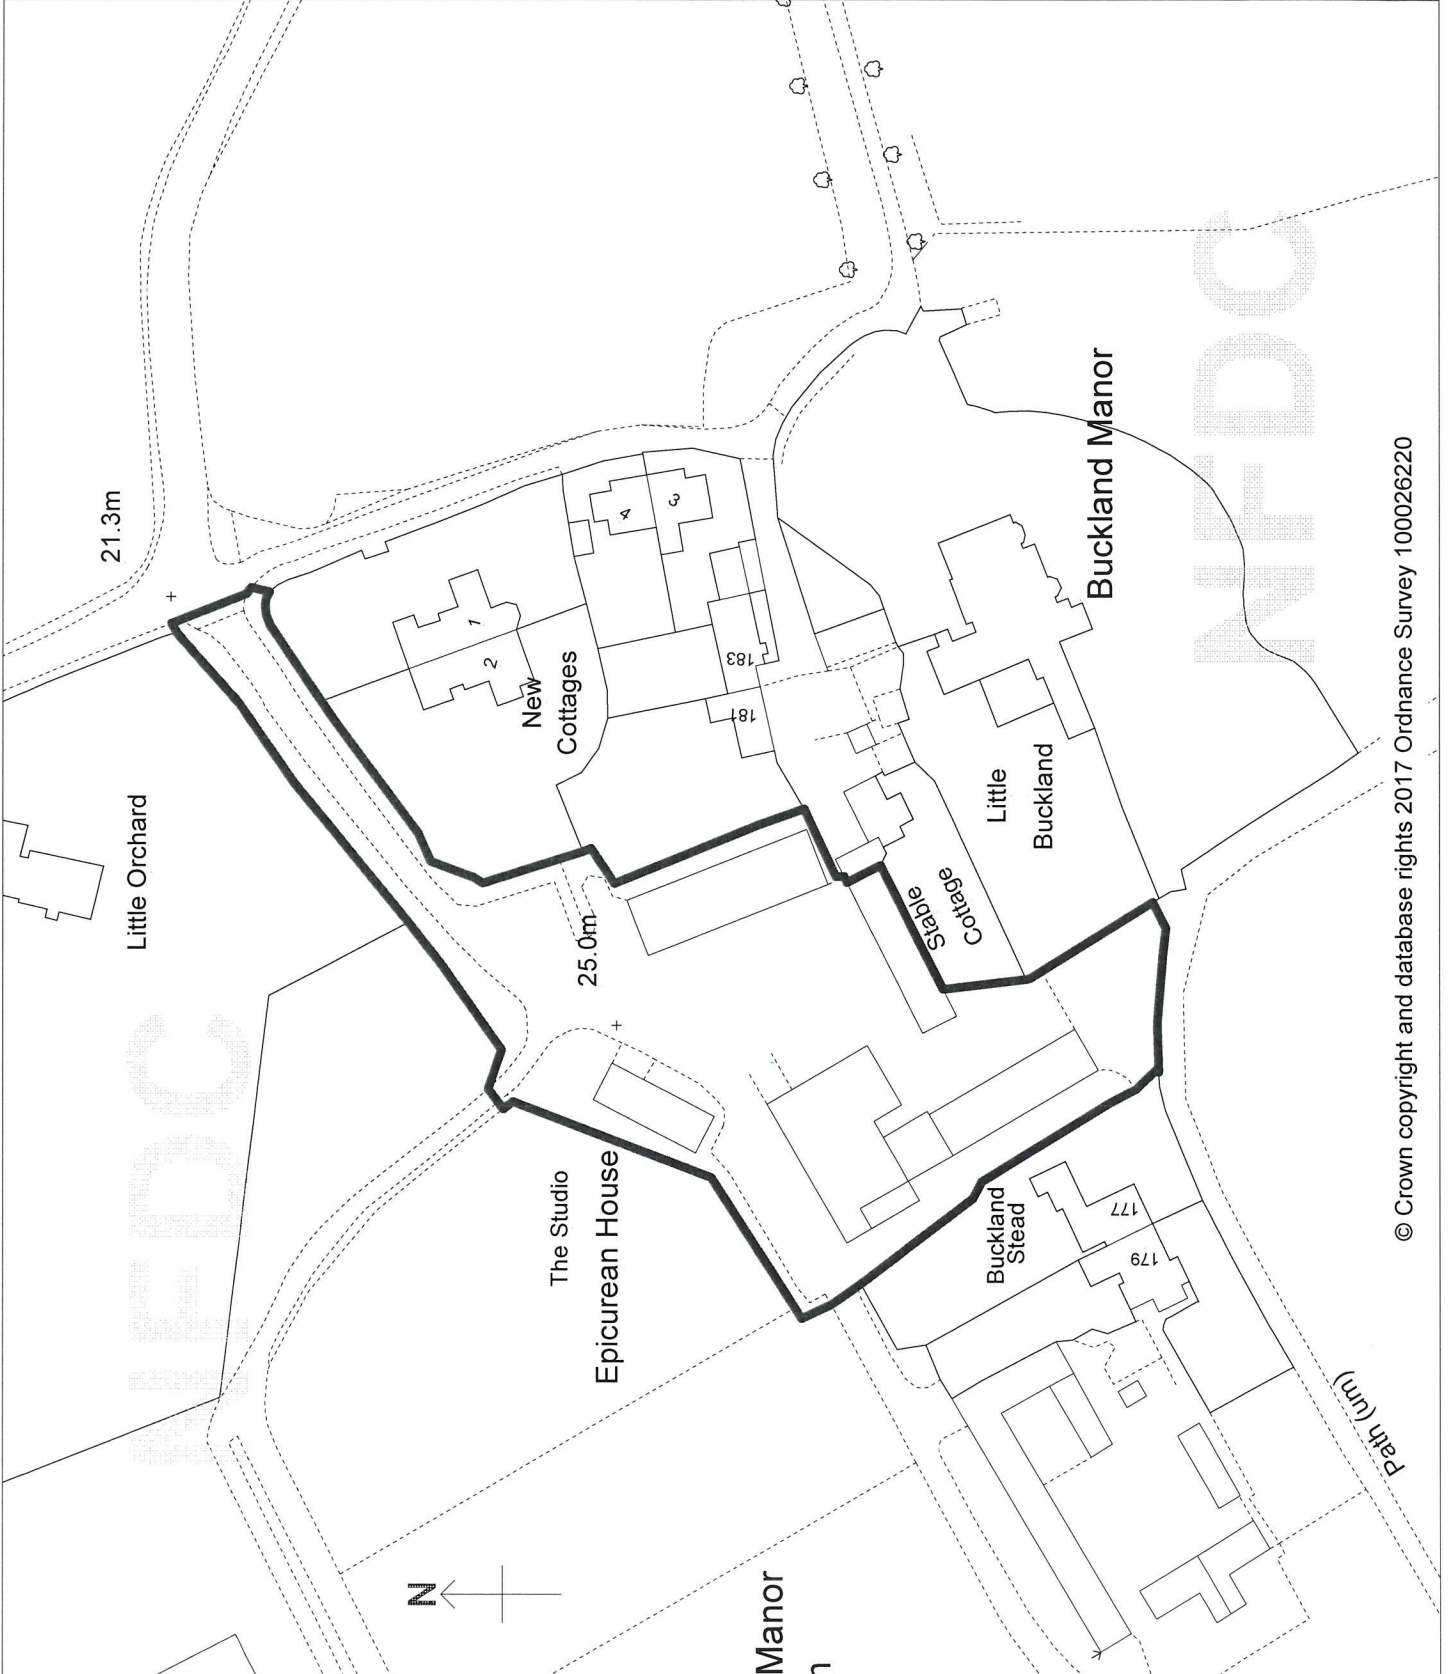 21.3m
Little Orchard
1
2
New
Cottages
4
3
183
181
25.0m
Stable
Cottage
Little
Buckland
Buckland Manor
The Studio
Epicurean House
Buckland
Stead
177
179
Path (um)
N
Manor
NFDC
NFDC
© Crown copyright and database rights 2017 Ordnance Survey 100026220